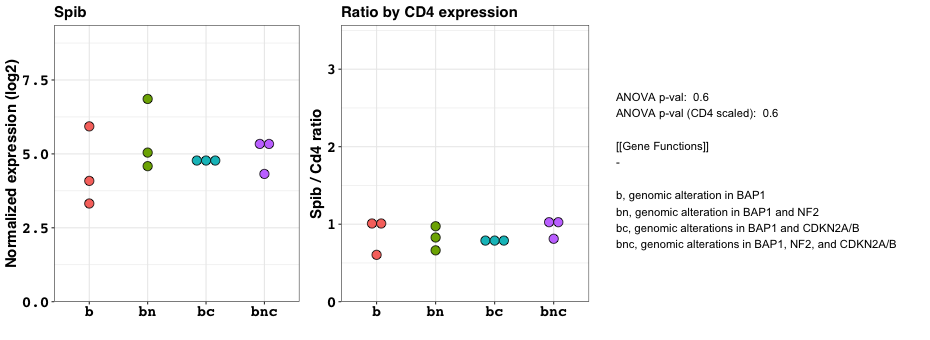 Spib
Normalized expression (log2)
7.5
5.0
2.5
0.0
b bn bc bnc
Ratio by CD4 expression
Spib / Cd4 ratio
3
2
1
0
b bn bc bnc
ANOVA p-val: 0.6
ANOVA p-val (CD4 scaled): 0.6
[[Gene Functions]]
-
b, genomic alteration in BAP1
bn, genomic alteration in BAP1 and NF2
bc, genomic alterations in BAP1 and CDKN2A/B
bnc, genomic alterations in BAP1, NF2, and CDKN2A/B